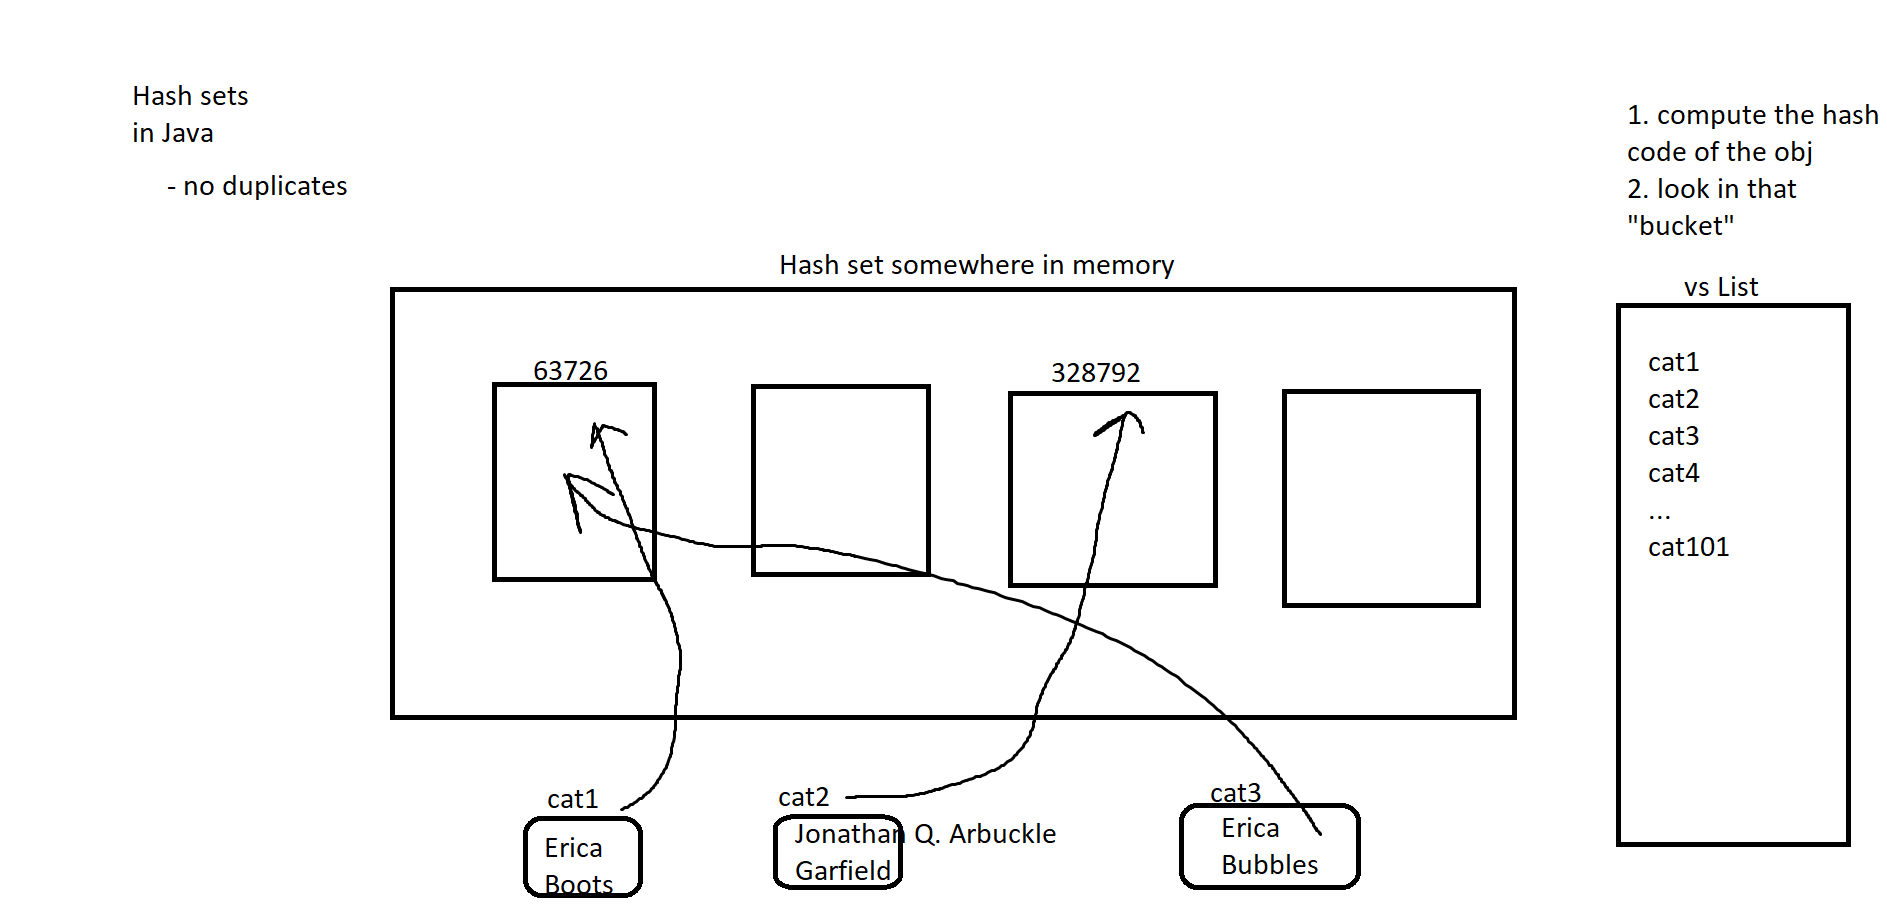 Hash sets
in Java
- no duplicates
1. compute the hash
code of the obj
2. look in that
"bucket"
Hash set somewhere in memory
vs List
63726
328792
cat1
cat2
cat3
cat4
...
cat101
cat1
Erica
Boots
cat2
Jonathan Q. Arbuckle
Garfield
cat3
Erica
Bubbles